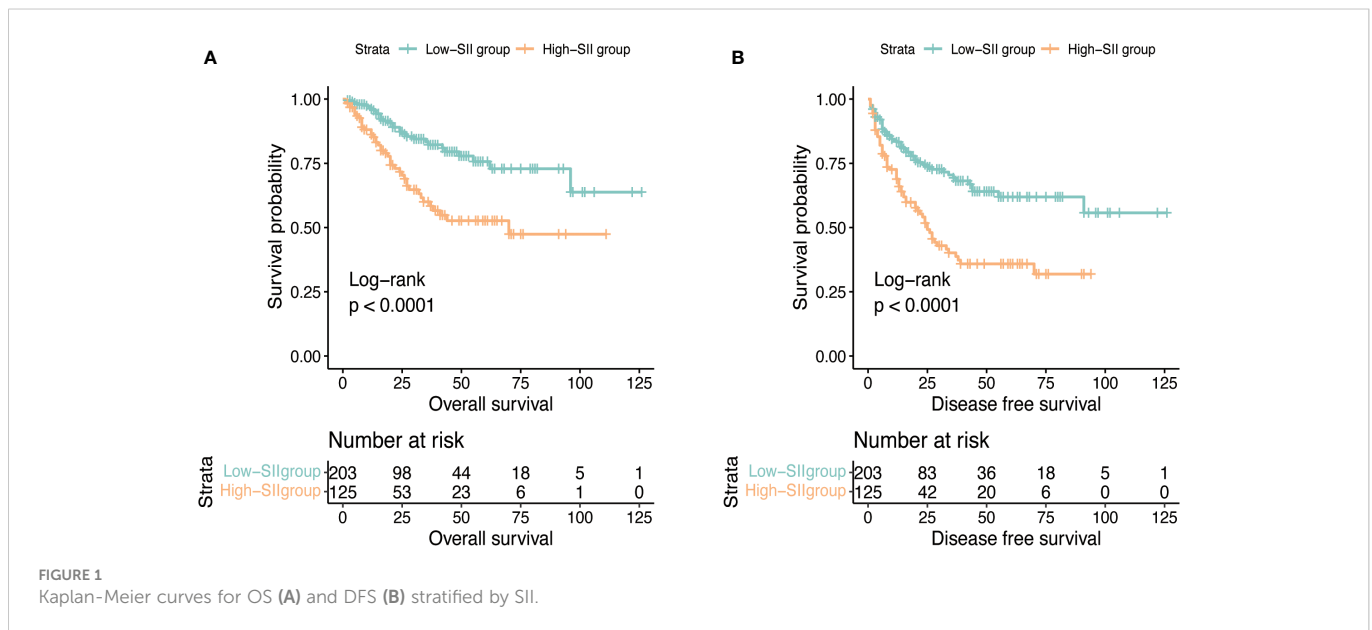 A
Strata Low−SII group High−SII group
1.00
0.75
0.50
0.25
0.00
Survival probability
Log−rank
p < 0.0001
0 25 50 75 100 125
Overall survival
Number at risk
Strata
Low−SIIgroup 203 98 44 18 5 1
High−SIIgroup 125 53 23 6 1 0
0 25 50 75 100 125
Overall survival
B
Strata Low−SII group High−SII group
1.00
0.75
0.50
0.25
0.00
Survival probability
Log−rank
p < 0.0001
0 25 50 75 100 125
Disease free survival
Number at risk
Strata
Low−SIIgroup 203 83 36 18 5 1
High−SIIgroup 125 42 20 6 0 0
0 25 50 75 100 125
Disease free survival
FIGURE 1
Kaplan-Meier curves for OS (A) and DFS (B) stratified by SII.